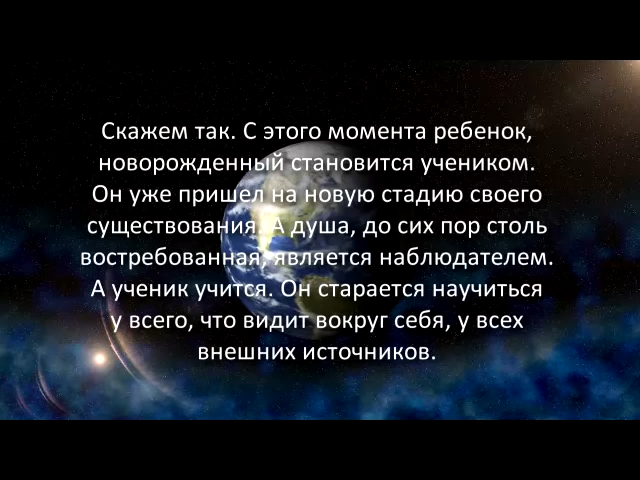 Скажем так. С этого момента ребенок,
новорожденный становится учеником.
Он уже пришел на новую стадию своего
существования. А душа, до сих пор столь
востребованная, является наблюдателем.
А ученик учится. Он старается научиться
у всего, что видит вокруг себя, у всех
внешних источников.